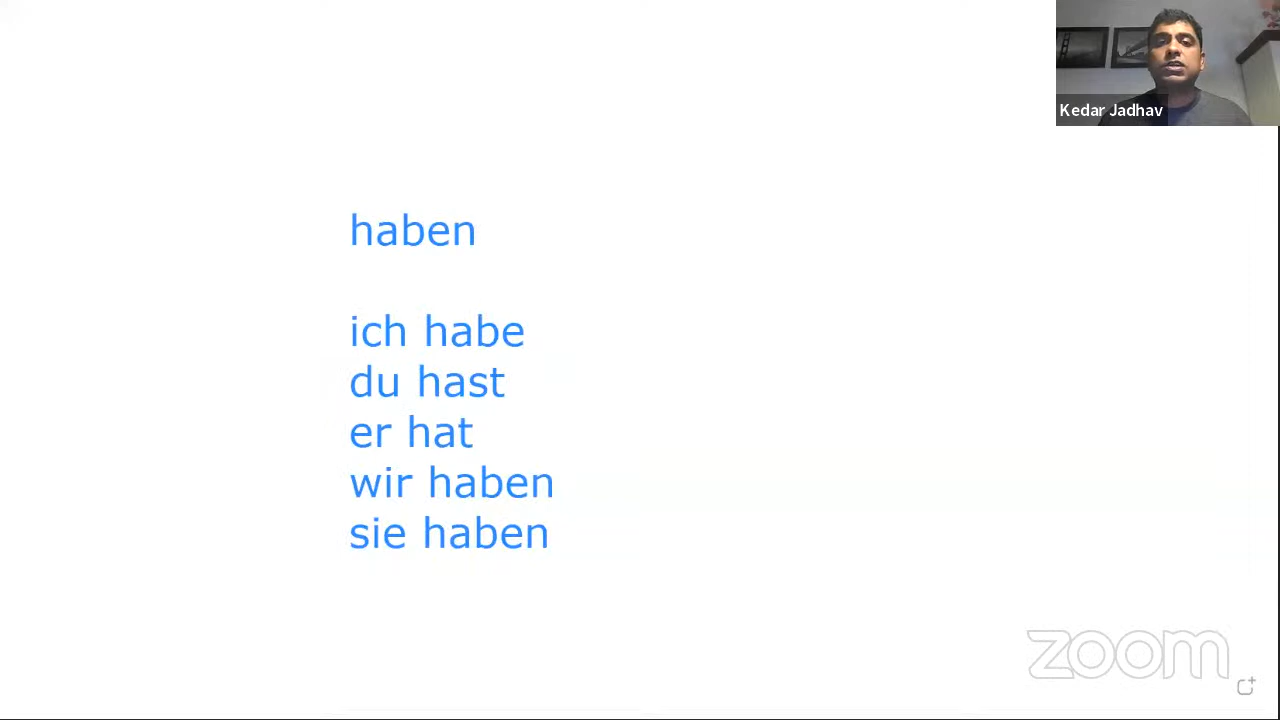 Kedar Jadhav
haben
ich habe
du hast
er hat
wir haben
sie haben
zoom